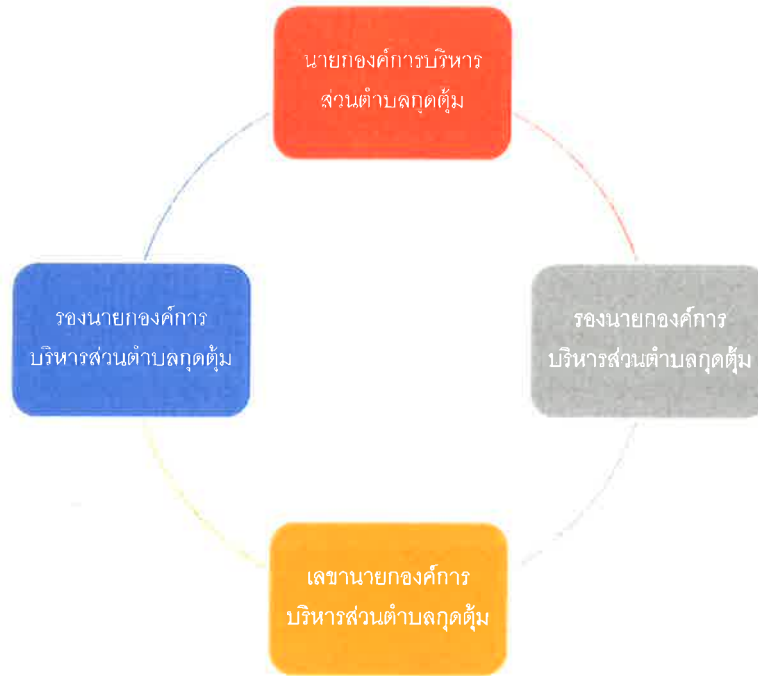 นายกองค์การบริหาร
ส่วนตำบลกุดตุ้ม
รองนายกองค์การ
บริหารส่วนตำบลกุดตุ้ม
รองนายกองค์การ
บริหารส่วนตำบลกุดตุ้ม
เลขานายกองค์การ
บริหารส่วนตำบลกุดตุ้ม